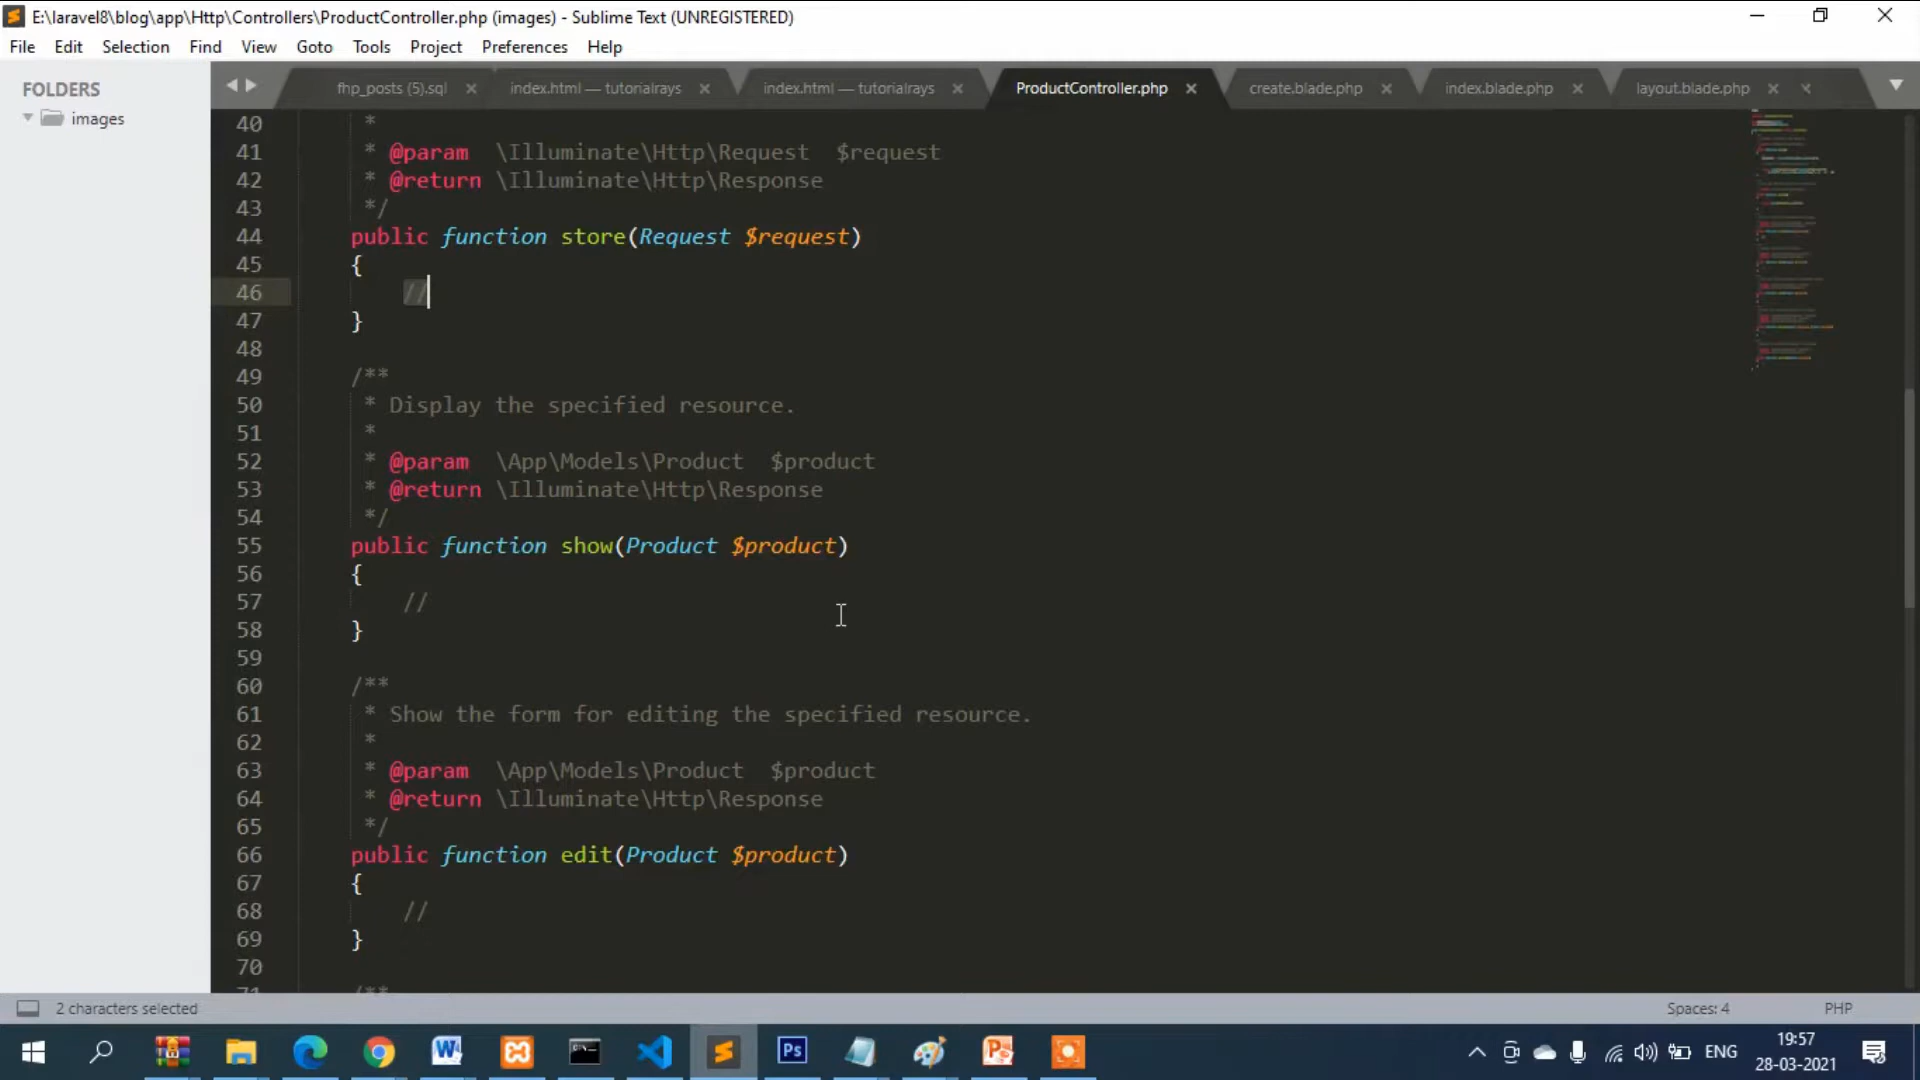 E:\laravel8\blog\app\Http\Controllers\ProductController.php (images) - Sublime Text (UNREGISTERED)
File Edit Selection Find View Goto Tools Project Preferences Help
FOLDERS
images
fhp_posts (5).sql index.html — tutorialrays index.html — tutorialrays ProductController.php create.blade.php index.blade.php layout.blade.php
40 *
41 * @param \Illuminate\Http\Request $request
42 * @return \Illuminate\Http\Response
43 */
44 public function store(Request $request)
45 {
46 //
47 }
48
49 /**
50 * Display the specified resource.
51 *
52 * @param \App\Models\Product $product
53 * @return \Illuminate\Http\Response
54 */
55 public function show(Product $product)
56 {
57 //
58 }
59
60 /**
61 * Show the form for editing the specified resource.
62 *
63 * @param \App\Models\Product $product
64 * @return \Illuminate\Http\Response
65 */
66 public function edit(Product $product)
67 {
68 //
69 }
70
71 /**
2 characters selected Spaces: 4 PHP
W Ps P ENG 19:57
28-03-2021